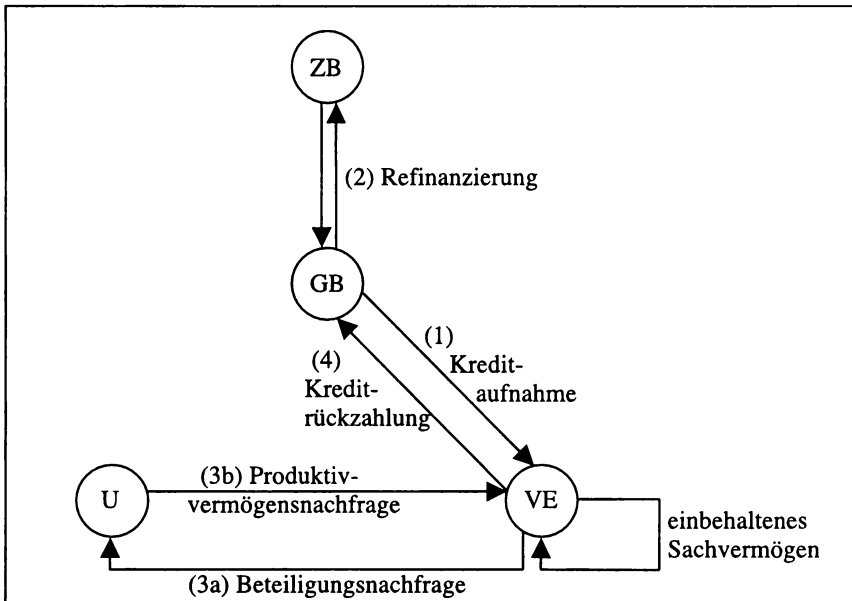 ZB
(2) Refinanzierung
GB
(1)
Kredit-
aufnahme
(4)
Kredit-
rückzahlung
(3b) Produktiv-
vermögensnachfrage
U
VE
einbehaltenes
Sachvermögen
(3a) Beteiligungsnachfrage